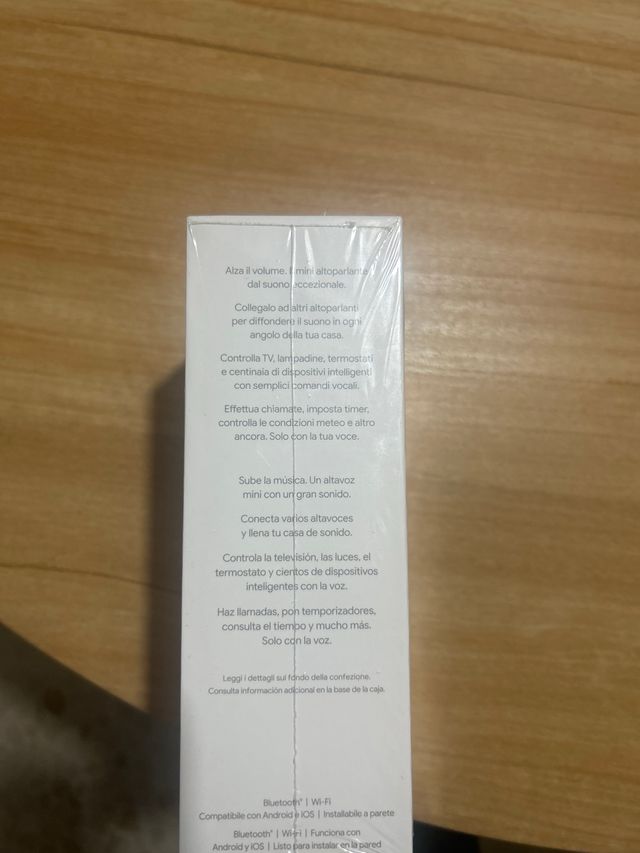 Alza il volume. Il mini altoparlante
dal suono eccezionale.
Collegalo ad altri altoparlanti
per diffondere il suono in ogni
angolo della tua casa.
Controlla TV, lampadine, termostati
e centinaia di dispositivi intelligenti
con semplici comandi vocali.
Effettua chiamate, imposta timer,
controlla le condizioni meteo e altro
ancora. Solo con la tua voce.
Sube la música. Un altavoz
mini con un gran sonido.
Conecta varios altavoces
y llena tu casa de sonido.
Controla la televisión, las luces, el
termostato y cientos de dispositivos
inteligentes con la voz.
Haz llamadas, pon temporizadores,
consulta el tiempo y mucho más.
Solo con la voz.
Leggi i dettagli sul fondo della confezione.
Consulta información adicional en la base de la caja.
Bluetooth® | Wi-Fi
Compatibile con Android e iOS | Installabile a parete
Bluetooth® | Wi-Fi | Funciona con
Android y iOS | Listo para instalar en la pared